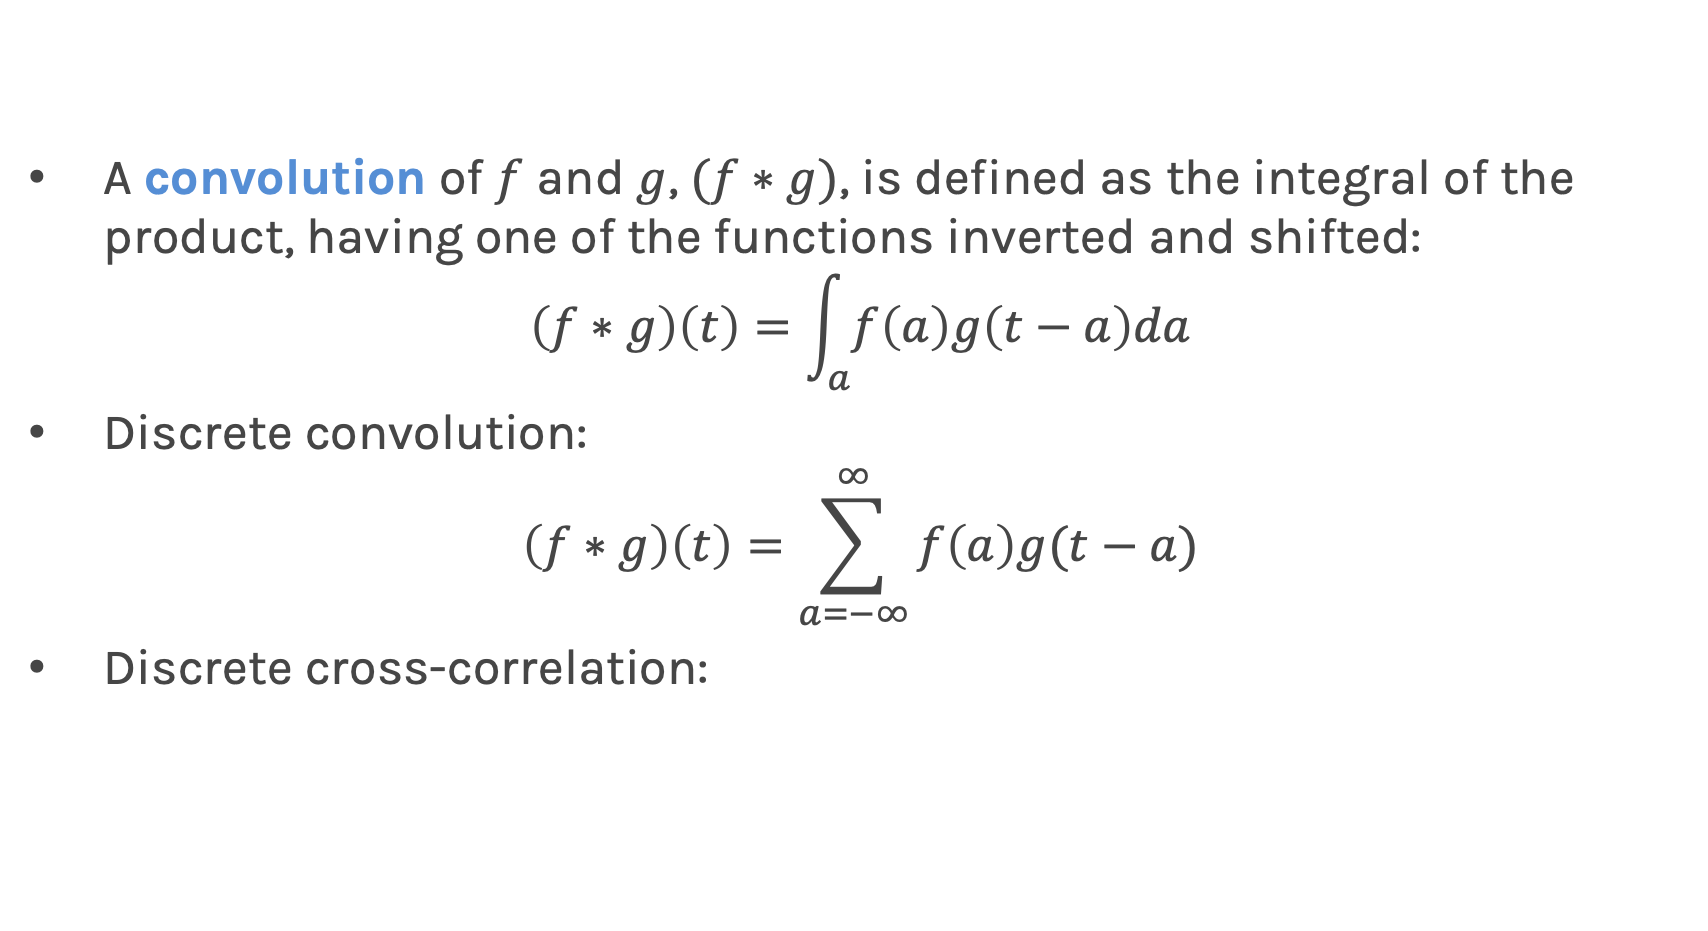 • A convolution of f and g, (f ∗ g), is defined as the integral of the
product, having one of the functions inverted and shifted:
(f ∗ g)(t) = ∫_a f(a)g(t − a)da
• Discrete convolution:
(f ∗ g)(t) = ∑_{a=−∞}^{∞} f(a)g(t − a)
• Discrete cross-correlation: